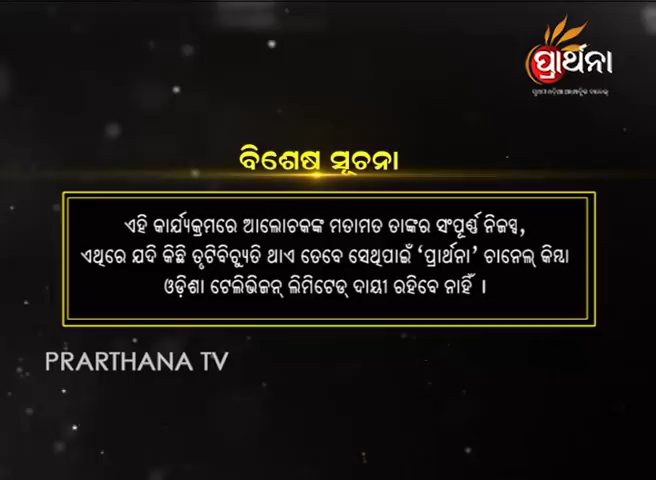 ପ୍ରାର୍ଥନା
ବିଶେଷ ସୂଚନା
ଏହି କାର୍ଯ୍ୟକ୍ରମରେ ଆଲୋଚକଙ୍କ ମତାମତ ତାଙ୍କର ସଂପୂର୍ଣ୍ଣ ନିଜସ୍ୱ,
ଏଥିରେ ଯଦି କିଛି ତୃଟିବିଚ୍ୟୁତି ଥାଏ ତେବେ ସେଥିପାଇଁ ‘ପ୍ରାର୍ଥନା’ ଚାନେଲ୍ କିମ୍ବା
ଓଡ଼ିଶା ଟେଲିଭିଜନ୍ ଲିମିଟେଡ୍ ଦାୟୀ ରହିବେ ନାହିଁ ।
PRARTHANA TV